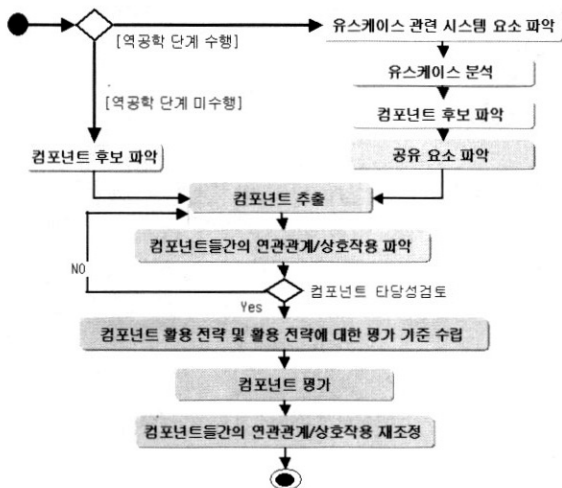 [역공학 단계 수행]
유스케이스 관련 시스템 요소 파악
유스케이스 분석
[역공학 단계 미수행]
컴포넌트 후보 파악
컴포넌트 후보 파악
공유 요소 파악
컴포넌트 추출
컴포넌트들간의 연관관계/상호작용 파악
NO
컴포넌트 타당성검토
Yes
컴포넌트 활용 전략 및 활용 전략에 대한 평가 기준 수립
컴포넌트 평가
컴포넌트들간의 연관관계/상호작용 재조정